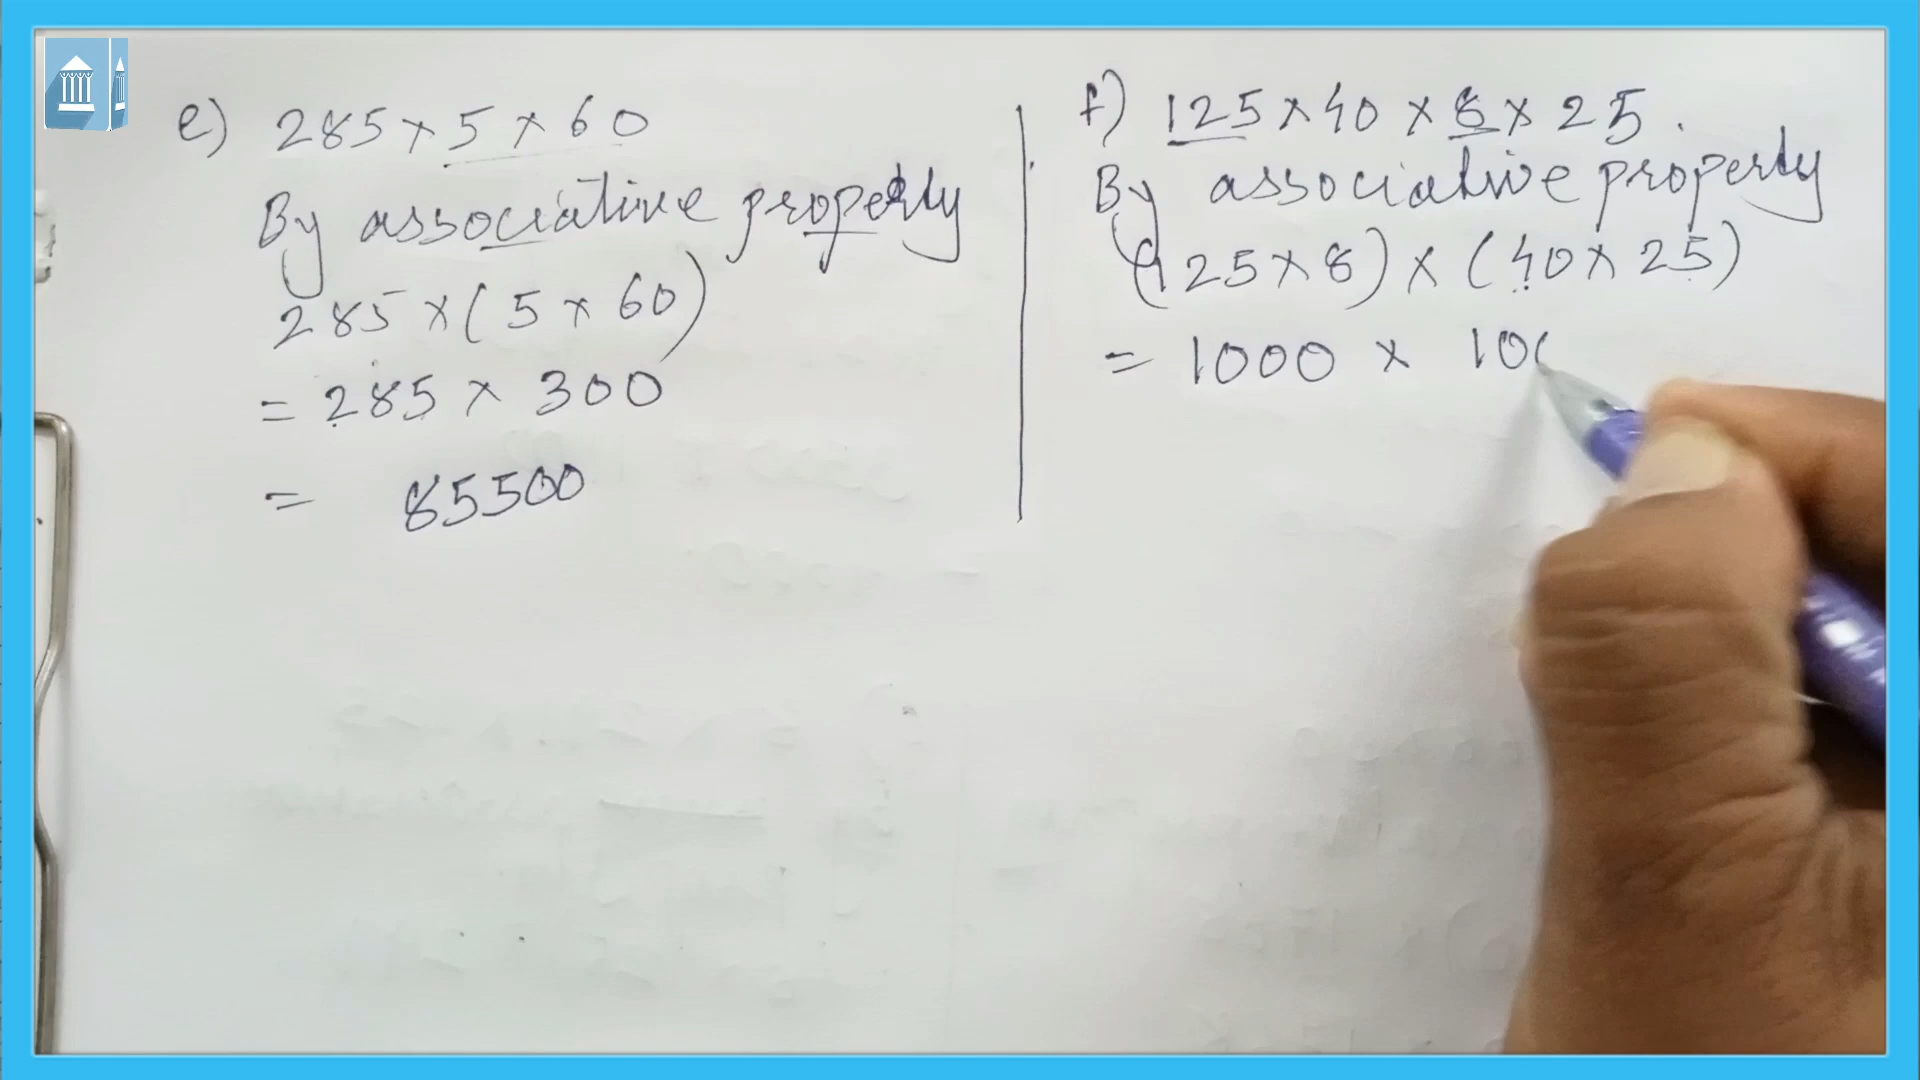 e) 285 × 5 × 60
By associative property
285 × ( 5 × 60)
= 285 × 300
= 85500
f) 125 × 40 × 8 × 25.
By associative property
(125 × 8) × (40 × 25)
= 1000 × 100